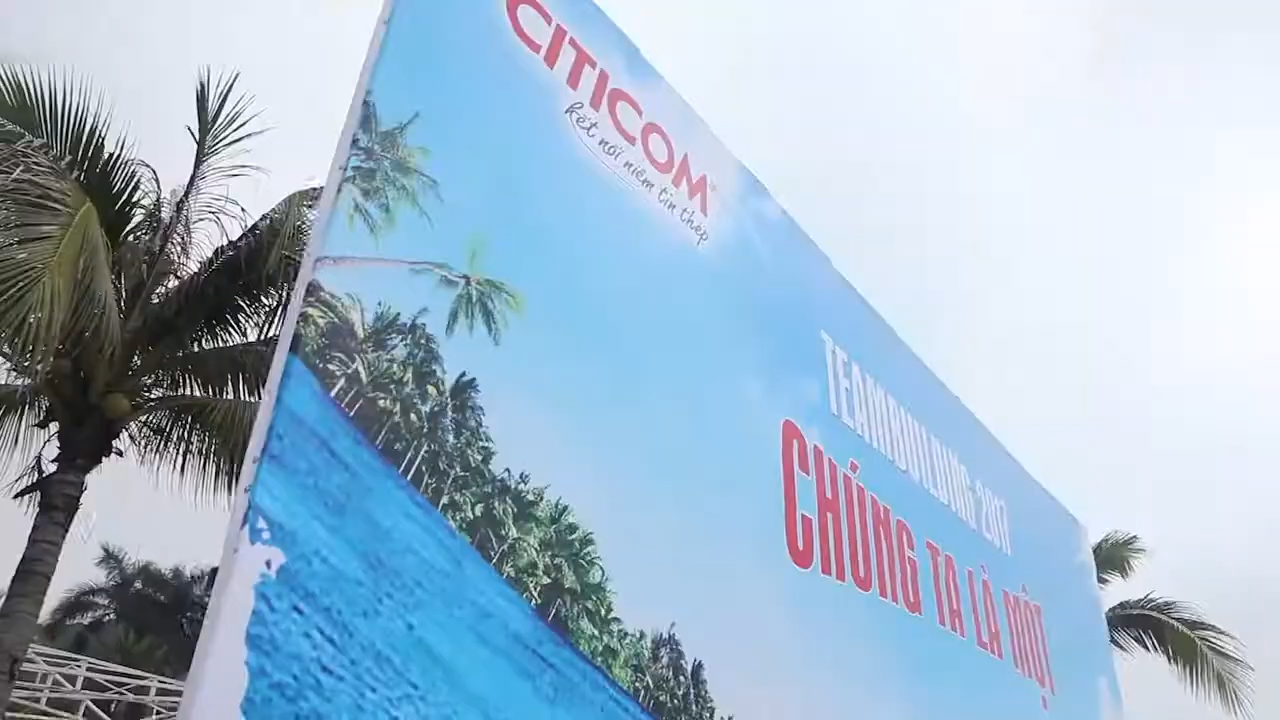 CITICOM
kết nối niềm tin thép
TEAMBUILDING 2017
CHÚNG TA LÀ MỘT